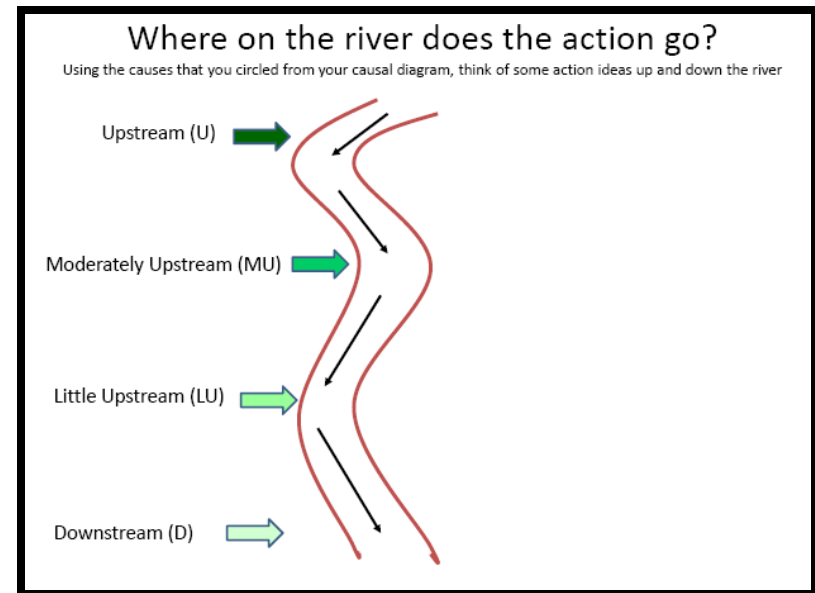 Where on the river does the action go?
Using the causes that you circled from your causal diagram, think of some action ideas up and down the river
Upstream (U)
Moderately Upstream (MU)
Little Upstream (LU)
Downstream (D)